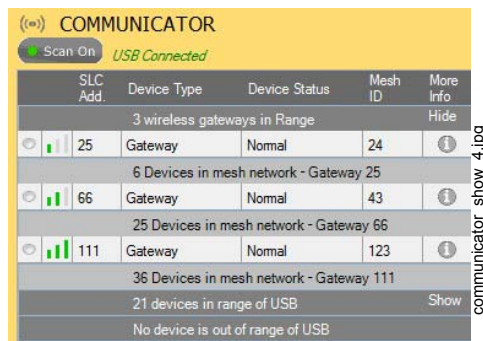 COMMUNICATOR
Scan On USB Connected
SLC Add. Device Type Device Status Mesh ID More Info
3 wireless gateways in Range Hide
25 Gateway Normal 24
6 Devices in mesh network - Gateway 25
66 Gateway Normal 43
25 Devices in mesh network - Gateway 66
111 Gateway Normal 123
36 Devices in mesh network - Gateway 111
21 devices in range of USB Show
No device is out of range of USB
communicator_show_4.jpg